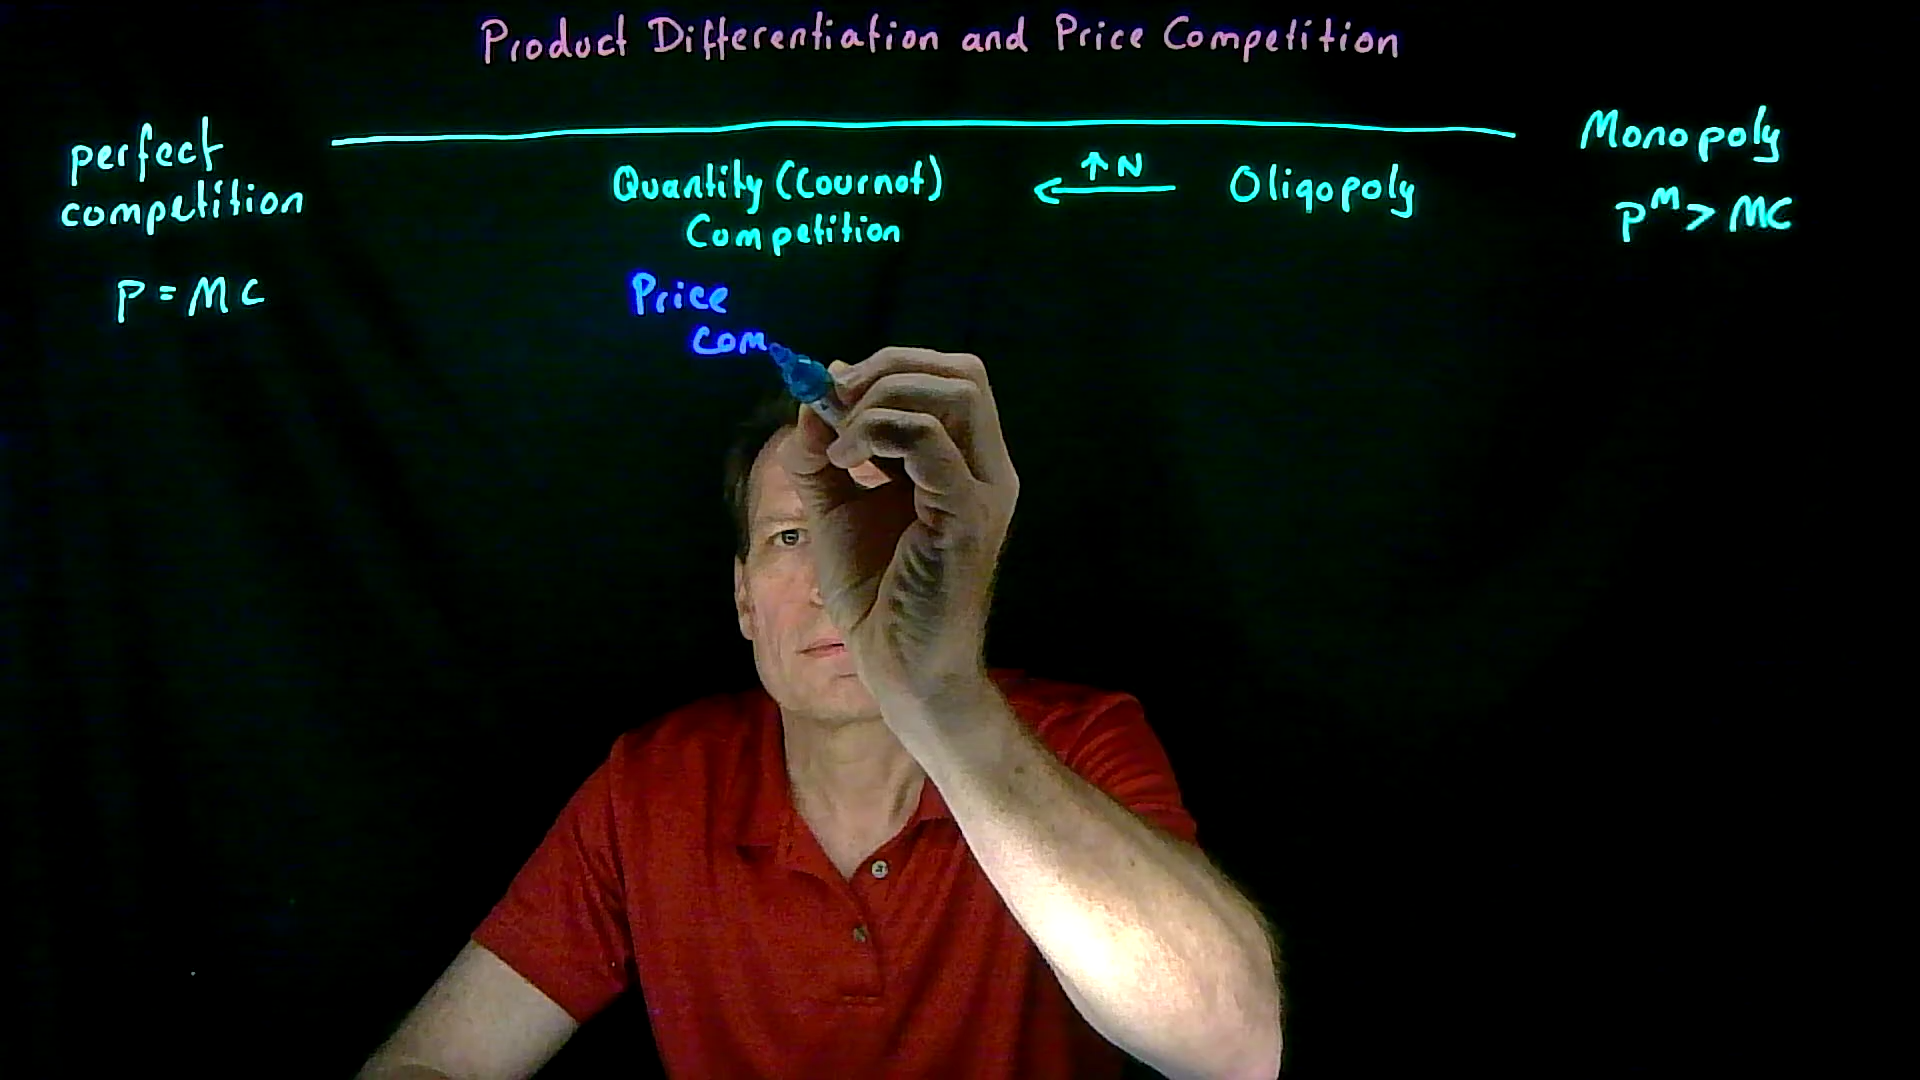 Product Differentiation and Price Competition
perfect
competition
P = MC
Quantity (Cournot)
Competition
↑ N
←
Oligopoly
Monopoly
P^M > MC
Price
Com